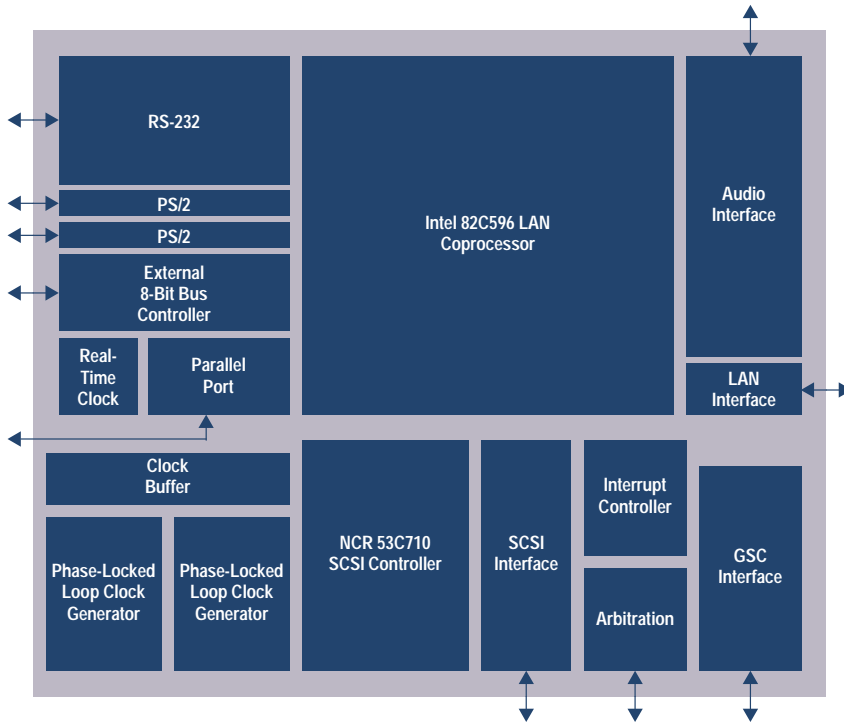 RS-232
PS/2
PS/2
External
8-Bit Bus
Controller
Real-
Time
Clock
Parallel
Port
Intel 82C596 LAN
Coprocessor
Audio
Interface
LAN
Interface
Clock
Buffer
Phase-Locked
Loop Clock
Generator
Phase-Locked
Loop Clock
Generator
NCR 53C710
SCSI Controller
SCSI
Interface
Interrupt
Controller
Arbitration
GSC
Interface